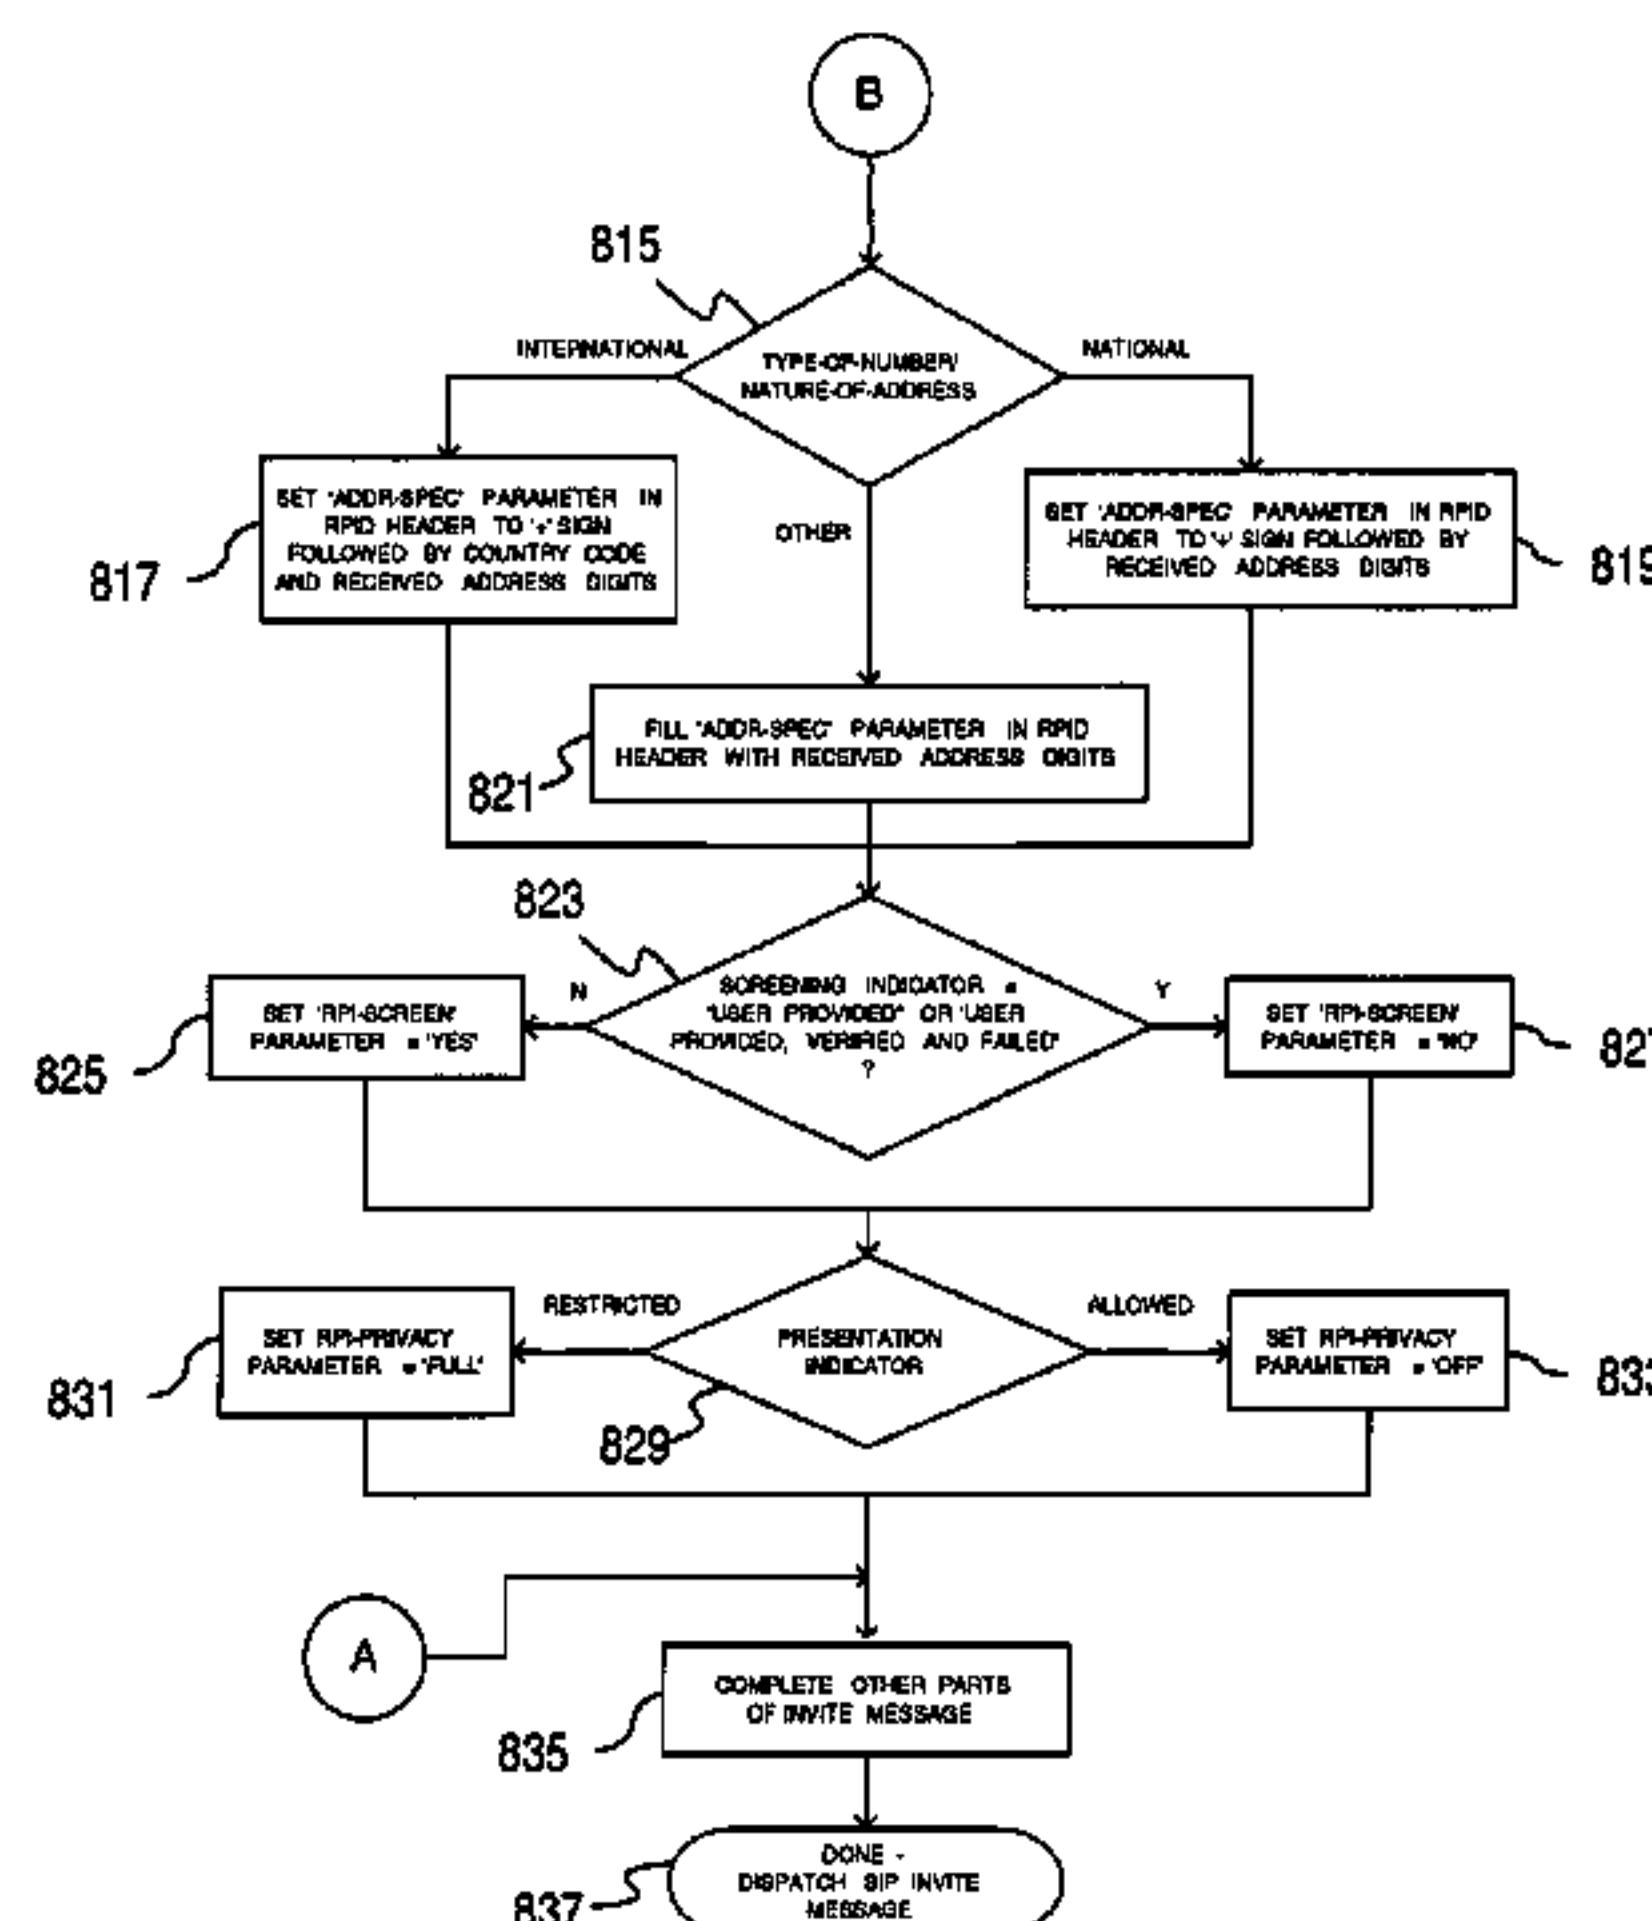 B
815
INTERNATIONAL
NATIONAL
TYPE-OF-NUMBER/
NATURE-OF-ADDRESS
SET 'ADDR-SPEC' PARAMETER IN
RPID HEADER TO '+' SIGN
FOLLOWED BY COUNTRY CODE
AND RECEIVED ADDRESS DIGITS
817
OTHER
SET 'ADDR-SPEC' PARAMETER IN RPID
HEADER TO '+' SIGN FOLLOWED BY
RECEIVED ADDRESS DIGITS
819
FILL 'ADDR-SPEC' PARAMETER IN RPID
HEADER WITH RECEIVED ADDRESS DIGITS
821
823
N
SCREENING INDICATOR =
'USER PROVIDED' OR 'USER
PROVIDED, VERIFIED AND FAILED'
?
Y
SET 'RPI-SCREEN'
PARAMETER = 'YES'
825
SET 'RPI-SCREEN'
PARAMETER = 'NO'
827
RESTRICTED
ALLOWED
SET RPI-PRIVACY
PARAMETER = 'FULL'
831
PRESENTATION
INDICATOR
829
SET RPI-PRIVACY
PARAMETER = 'OFF'
833
A
COMPLETE OTHER PARTS
OF INVITE MESSAGE
835
DONE -
DISPATCH SIP INVITE
MESSAGE
837